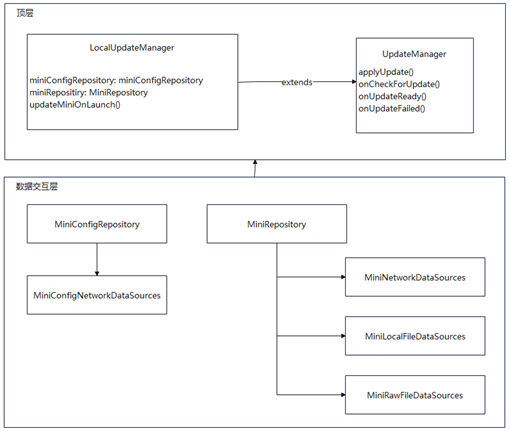 顶层
LocalUpdateManager
miniConfigRepository: miniConfigRepository
miniRepositiry: MiniRepository
updateMiniOnLaunch()
extends
UpdateManager
applyUpdate()
onCheckForUpdate()
onUpdateReady()
onUpdateFailed()
数据交互层
MiniConfigRepository
MiniConfigNetworkDataSources
MiniRepository
MiniNetworkDataSources
MiniLocalFileDataSources
MiniRawFileDataSources